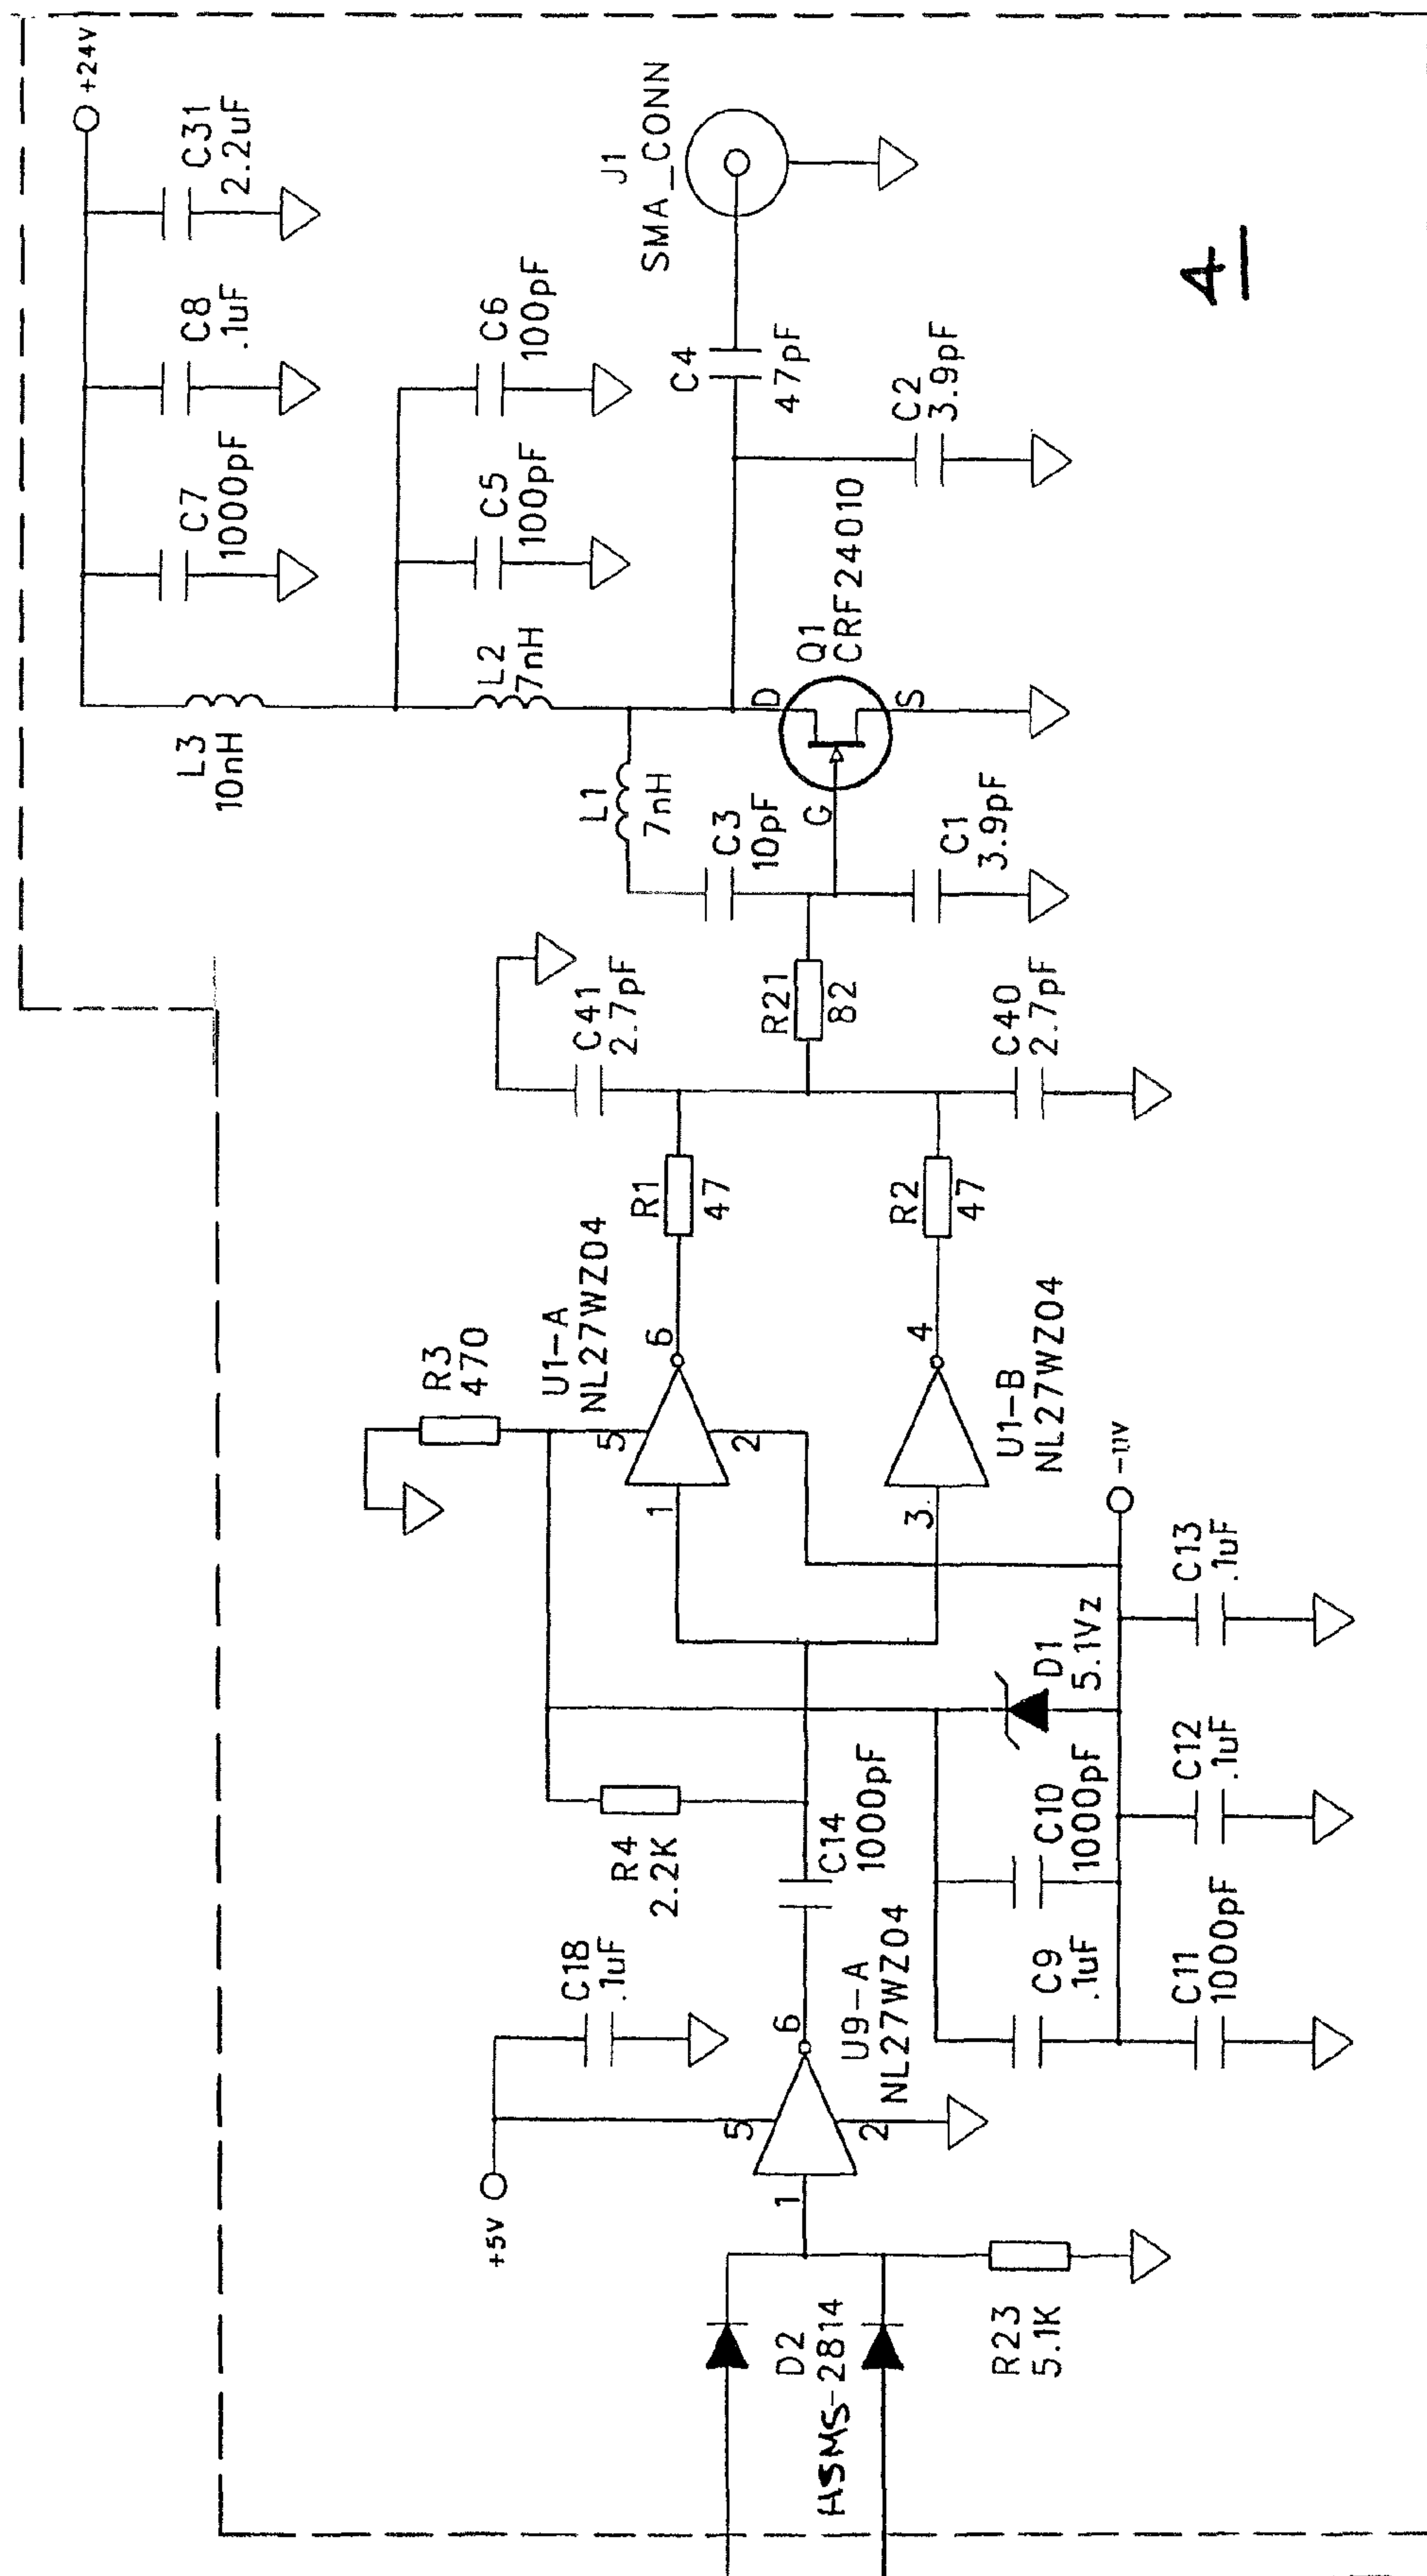 +24V
C31
2.2uF
C8
.1uF
C7
1000pF
L3
10nH
C6
100pF
C5
100pF
L2
7nH
J1
SMA_CONN
C4
47pF
C2
3.9pF
4
D
Q1
CRF24010
S
G
L1
7nH
C3
10pF
C1
3.9pF
C41
2.7pF
R21
82
C40
2.7pF
R1
47
R2
47
R3
470
U1-A
NL27WZ04
6
5
2
1
4
U1-B
NL27WZ04
3
-11V
C13
.1uF
D1
5.1Vz
C12
.1uF
C10
1000pF
C9
.1uF
C11
1000pF
R4
2.2K
C14
1000pF
C18
.1uF
U9-A
NL27WZ04
6
5
2
1
+5V
D2
HSMS-2814
R23
5.1K